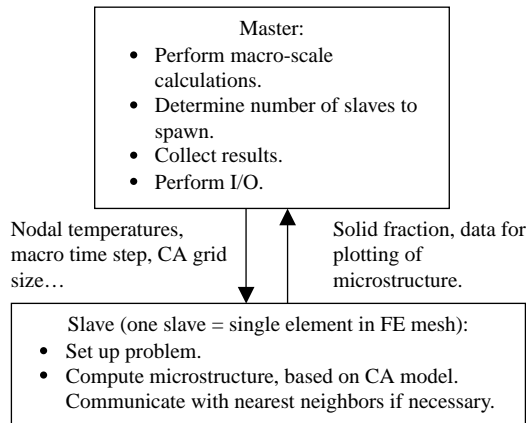 Master:
• Perform macro-scale
calculations.
• Determine number of slaves to
spawn.
• Collect results.
• Perform I/O.
Nodal temperatures,
macro time step, CA grid
size…
Solid fraction, data for
plotting of
microstructure.
Slave (one slave = single element in FE mesh):
• Set up problem.
• Compute microstructure, based on CA model.
Communicate with nearest neighbors if necessary.